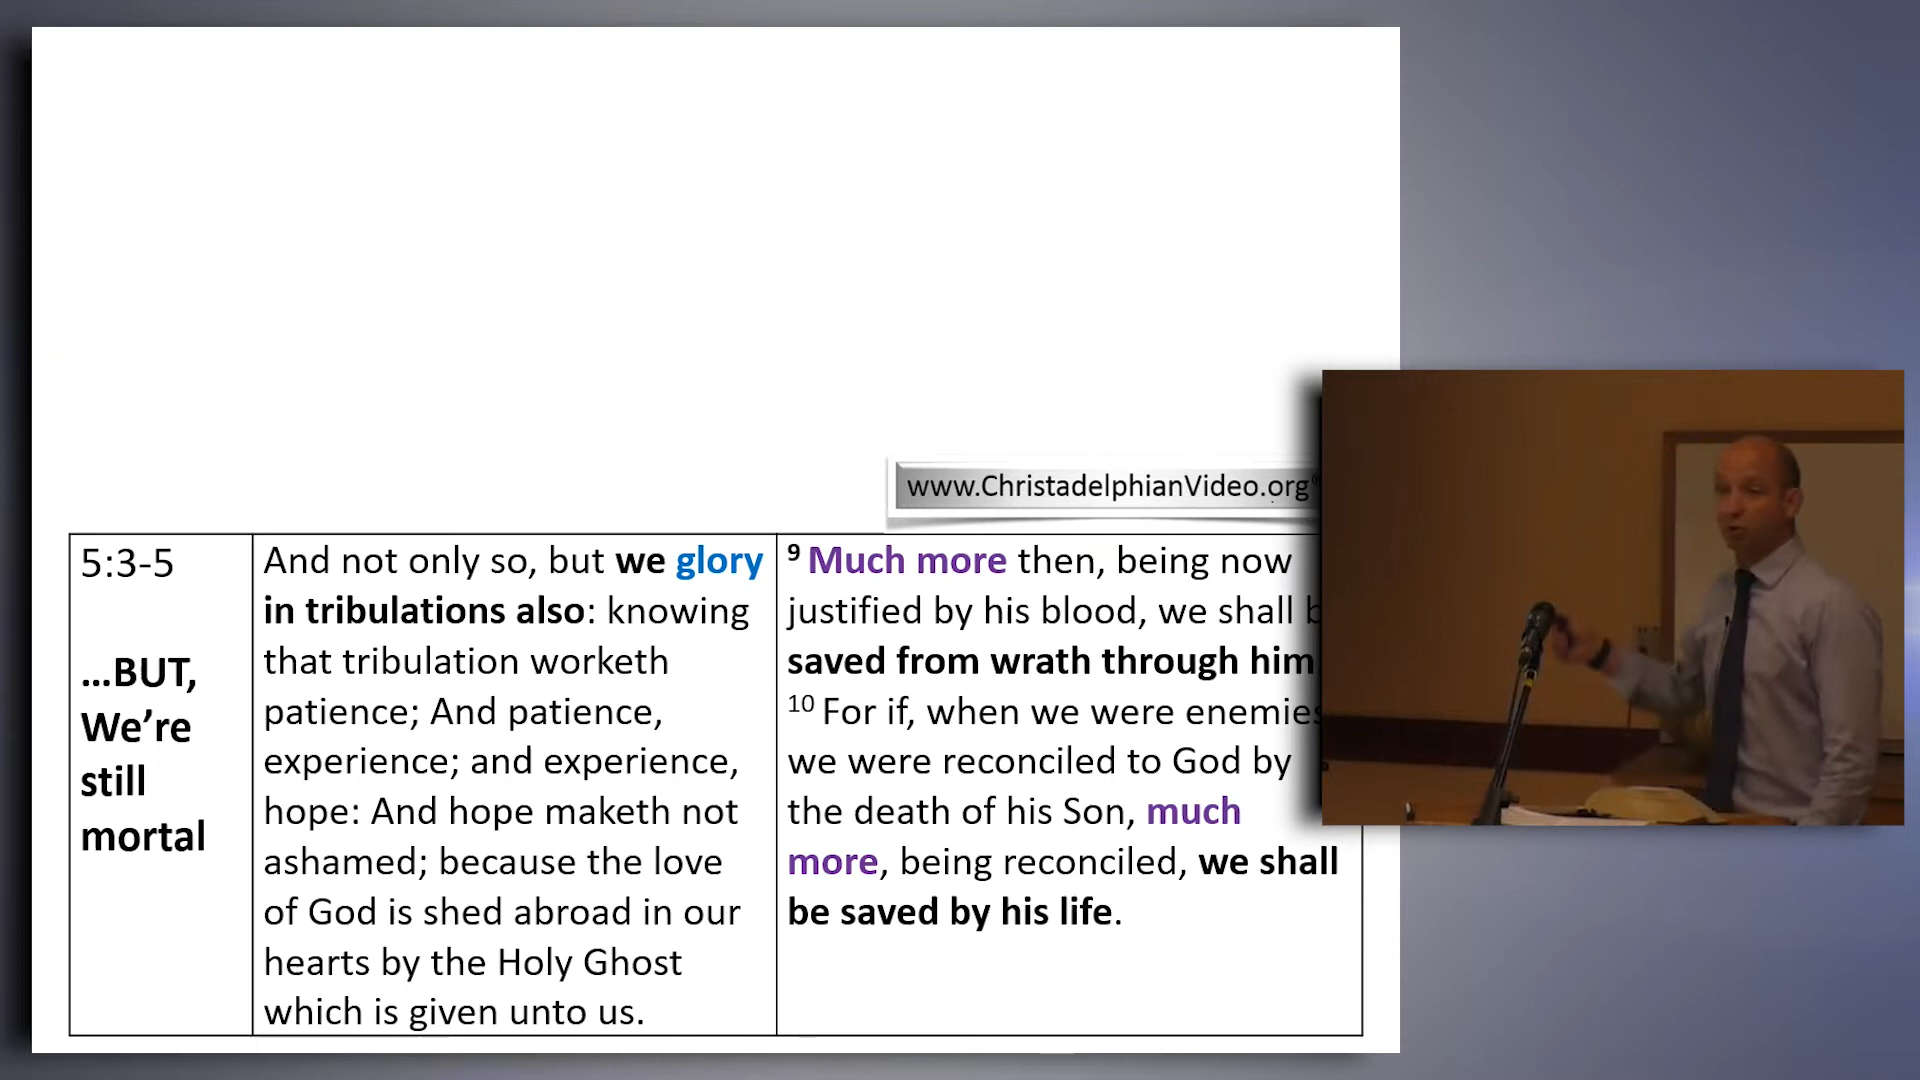 www.ChristadelphianVideo.org
5:3-5
...BUT,
We’re
still
mortal
And not only so, but we glory
in tribulations also: knowing
that tribulation worketh
patience; And patience,
experience; and experience,
hope: And hope maketh not
ashamed; because the love
of God is shed abroad in our
hearts by the Holy Ghost
which is given unto us.
9 Much more then, being now
justified by his blood, we shall
saved from wrath through him
10 For if, when we were enemies
we were reconciled to God by
the death of his Son, much
more, being reconciled, we shall
be saved by his life.